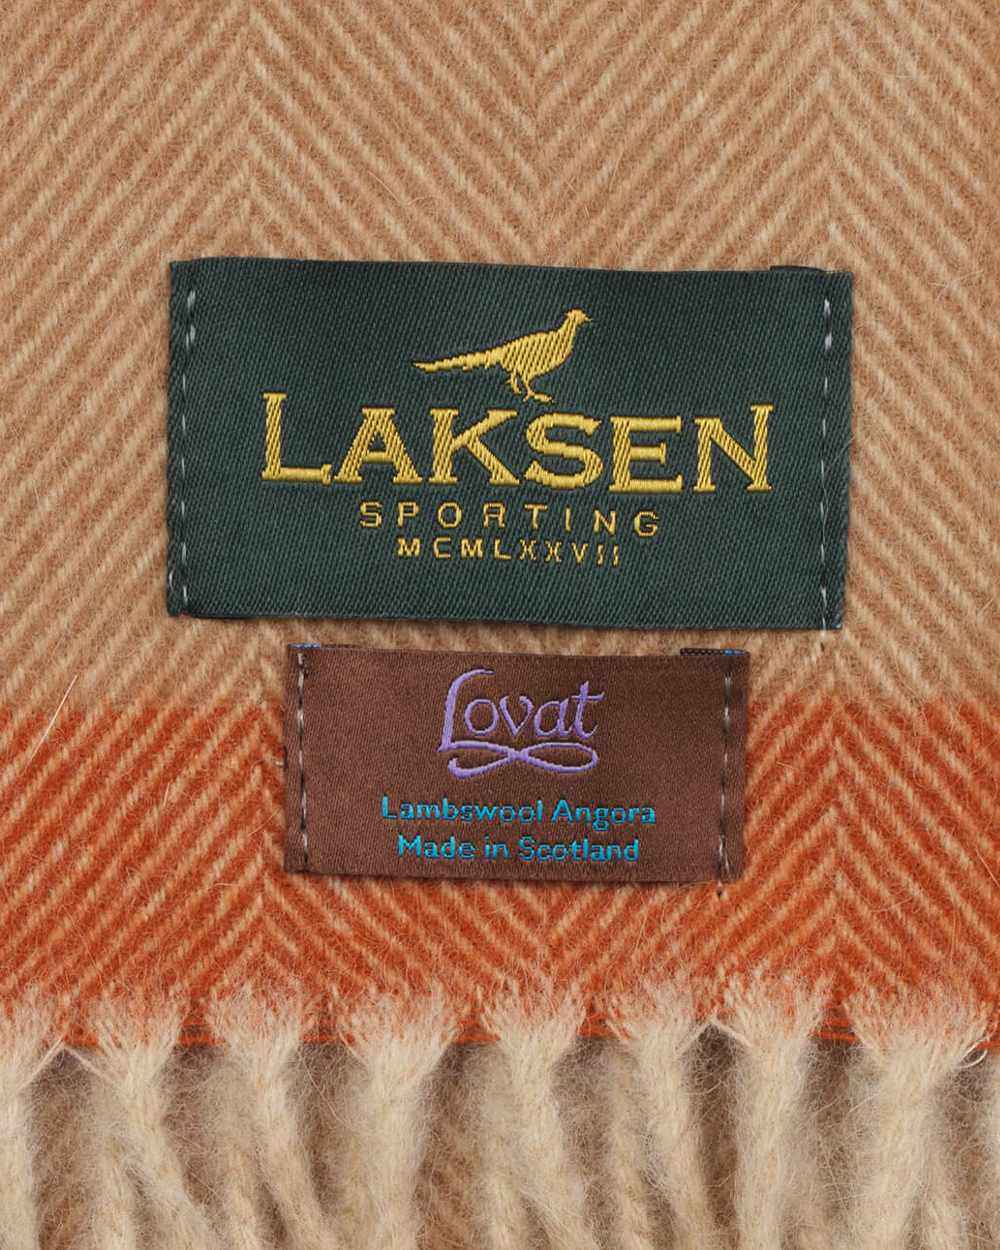 LAKSEN
SPORTING
MCMLXXVII
Lovat
Lambswool Angora
Made in Scotland